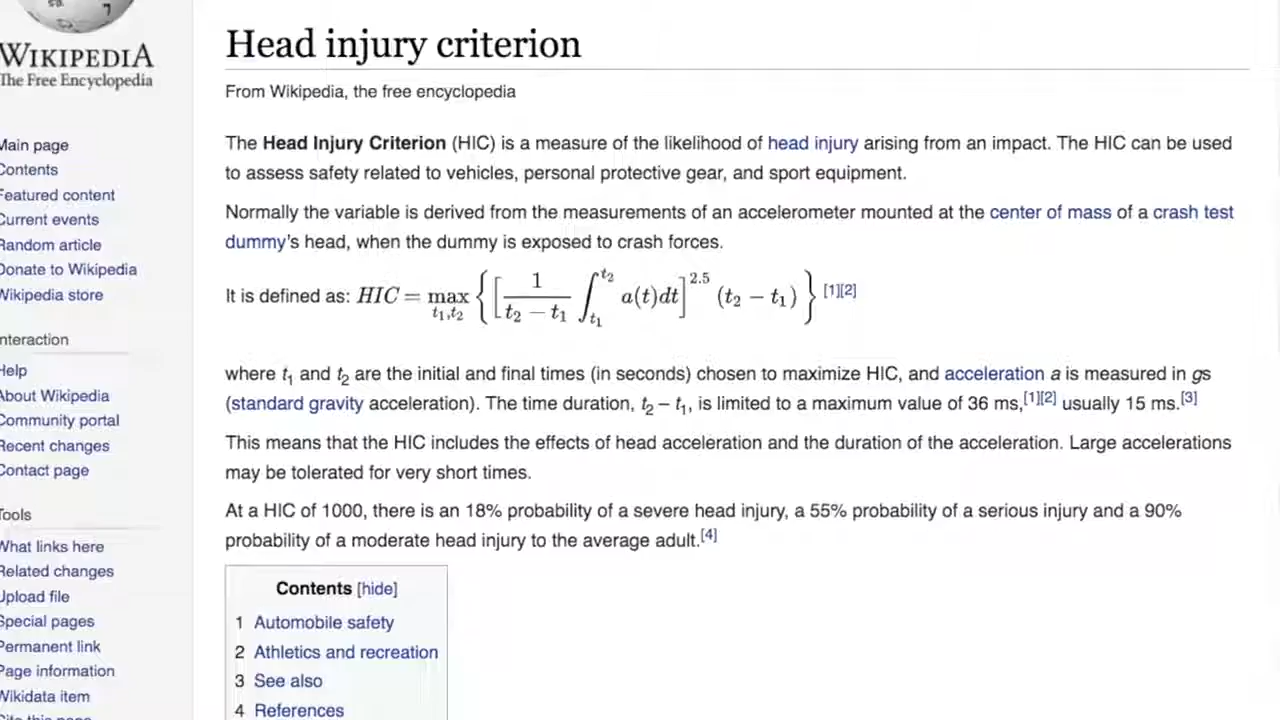 WIKIPEDIA
The Free Encyclopedia
Main page
Contents
Featured content
Current events
Random article
Donate to Wikipedia
Wikipedia store
Interaction
Help
About Wikipedia
Community portal
Recent changes
Contact page
Tools
What links here
Related changes
Upload file
Special pages
Permanent link
Page information
Wikidata item
Head injury criterion
From Wikipedia, the free encyclopedia
The Head Injury Criterion (HIC) is a measure of the likelihood of head injury arising from an impact. The HIC can be used
to assess safety related to vehicles, personal protective gear, and sport equipment.
Normally the variable is derived from the measurements of an accelerometer mounted at the center of mass of a crash test
dummy's head, when the dummy is exposed to crash forces.
It is defined as: HIC = max_{t₁,t₂} { [ 1/(t₂ − t₁) ∫_{t₁}^{t₂} a(t)dt ]^{2.5} (t₂ − t₁) } [1][2]
where t₁ and t₂ are the initial and final times (in seconds) chosen to maximize HIC, and acceleration a is measured in gs
(standard gravity acceleration). The time duration, t₂ – t₁, is limited to a maximum value of 36 ms,[1][2] usually 15 ms.[3]
This means that the HIC includes the effects of head acceleration and the duration of the acceleration. Large accelerations
may be tolerated for very short times.
At a HIC of 1000, there is an 18% probability of a severe head injury, a 55% probability of a serious injury and a 90%
probability of a moderate head injury to the average adult.[4]
Contents [hide]
1 Automobile safety
2 Athletics and recreation
3 See also
4 References